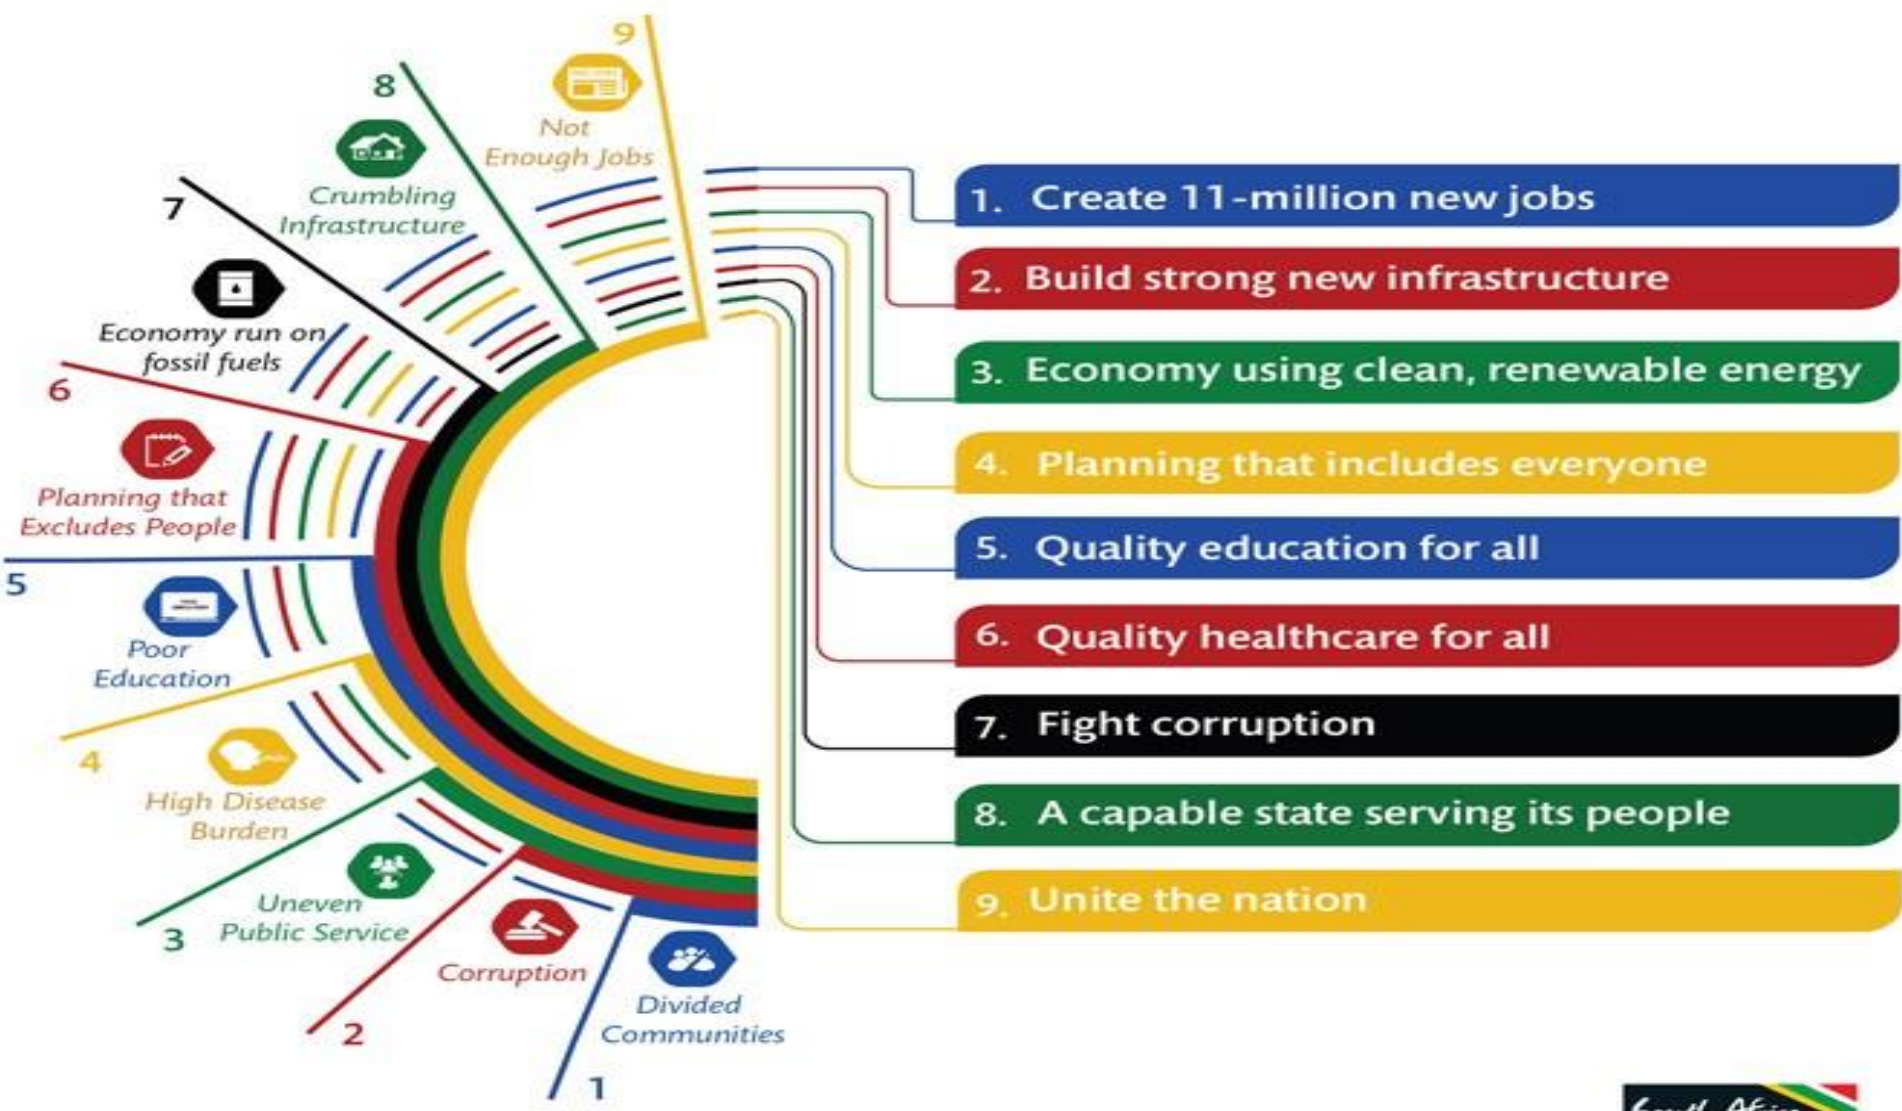 9
Not
Enough Jobs
8
Crumbling
Infrastructure
7
Economy run on
fossil fuels
6
Planning that
Excludes People
5
Poor
Education
4
High Disease
Burden
3
Uneven
Public Service
2
Corruption
1
Divided
Communities
1. Create 11-million new jobs
2. Build strong new infrastructure
3. Economy using clean, renewable energy
4. Planning that includes everyone
5. Quality education for all
6. Quality healthcare for all
7. Fight corruption
8. A capable state serving its people
9. Unite the nation